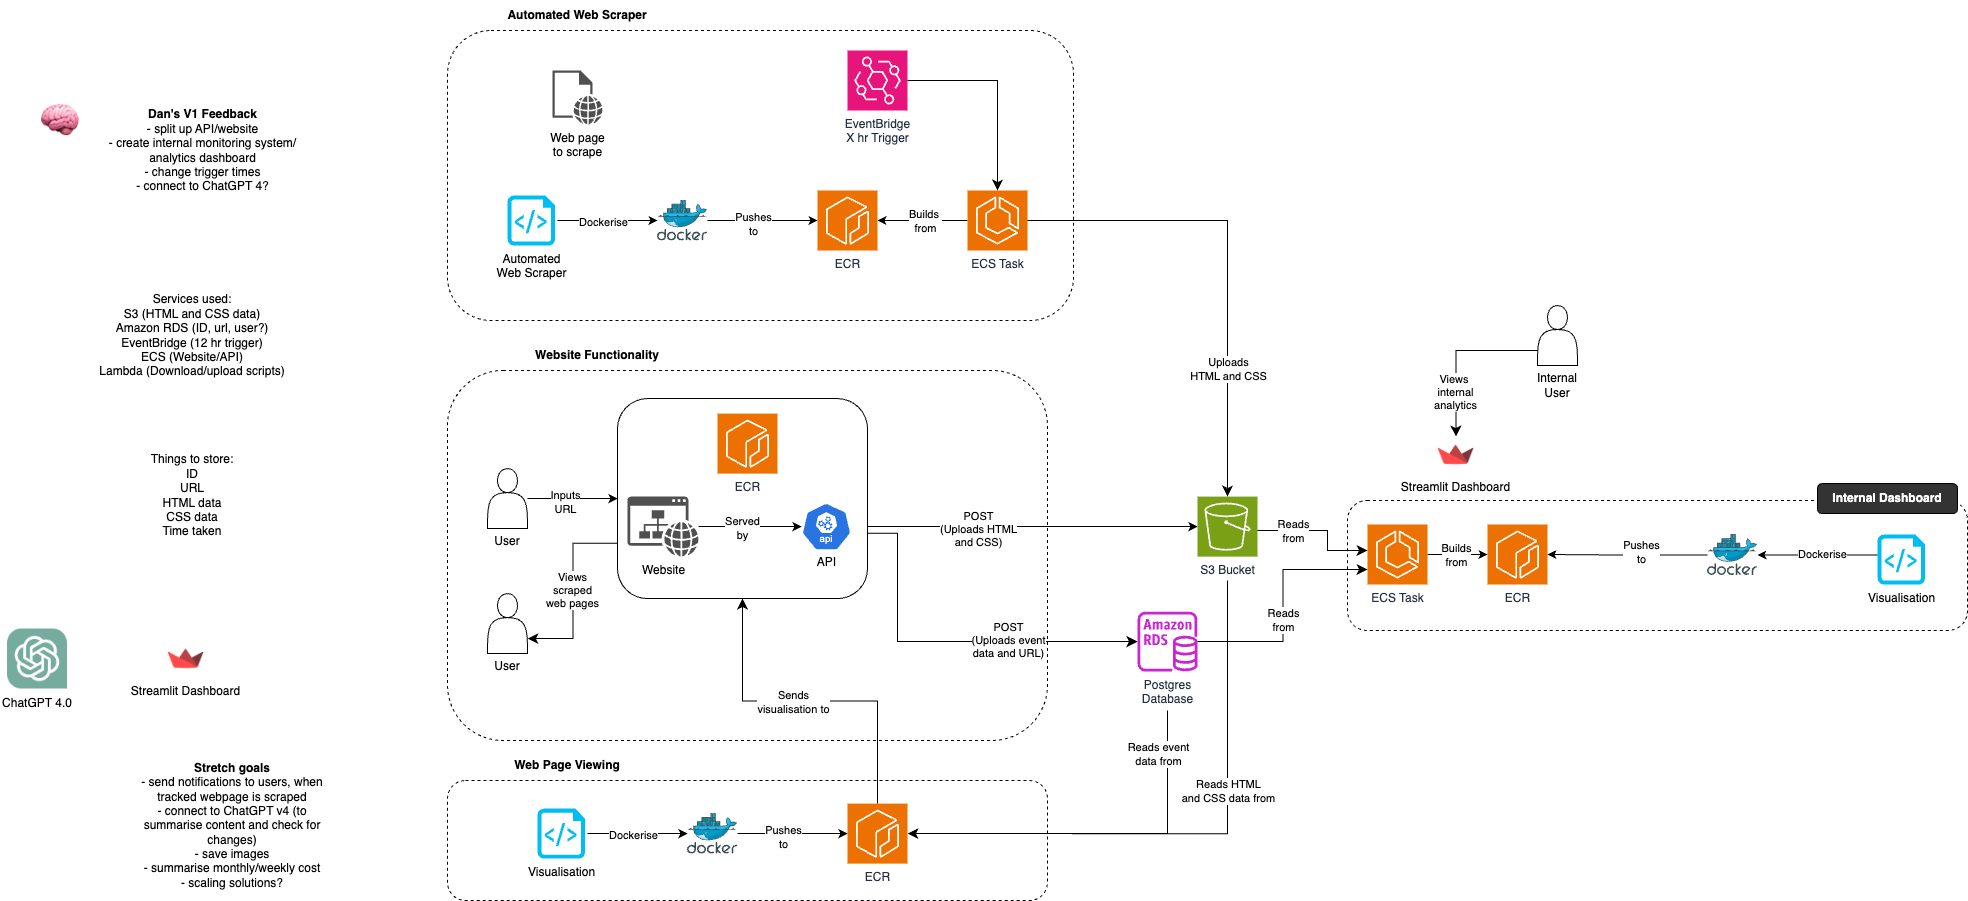 Automated Web Scraper
Dan's V1 Feedback
- split up API/website
- create internal monitoring system/
analytics dashboard
- change trigger times
- connect to ChatGPT 4?
Services used:
S3 (HTML and CSS data)
Amazon RDS (ID, url, user?)
EventBridge (12 hr trigger)
ECS (Website/API)
Lambda (Download/upload scripts)
Things to store:
ID
URL
HTML data
CSS data
Time taken
ChatGPT 4.0
Streamlit Dashboard
Stretch goals
- send notifications to users, when
tracked webpage is scraped
- connect to ChatGPT v4 (to
summarise content and check for
changes)
- save images
- summarise monthly/weekly cost
- scaling solutions?
Web page
to scrape
EventBridge
X hr Trigger
Automated
Web Scraper
Dockerise
docker
Pushes
to
ECR
Builds
from
ECS Task
Uploads
HTML and CSS
Website Functionality
User
Inputs
URL
ECR
Website
Served
by
api
API
Views
scraped
web pages
User
POST
(Uploads HTML
and CSS)
POST
(Uploads event
data and URL)
S3 Bucket
Amazon
RDS
Postgres
Database
Sends
visualisation to
Reads event
data from
Reads HTML
and CSS data from
Web Page Viewing
Visualisation
Dockerise
docker
Pushes
to
ECR
Internal
User
Views
internal
analytics
Streamlit Dashboard
Internal Dashboard
Reads
from
Reads
from
ECS Task
Builds
from
ECR
Pushes
to
docker
Dockerise
Visualisation